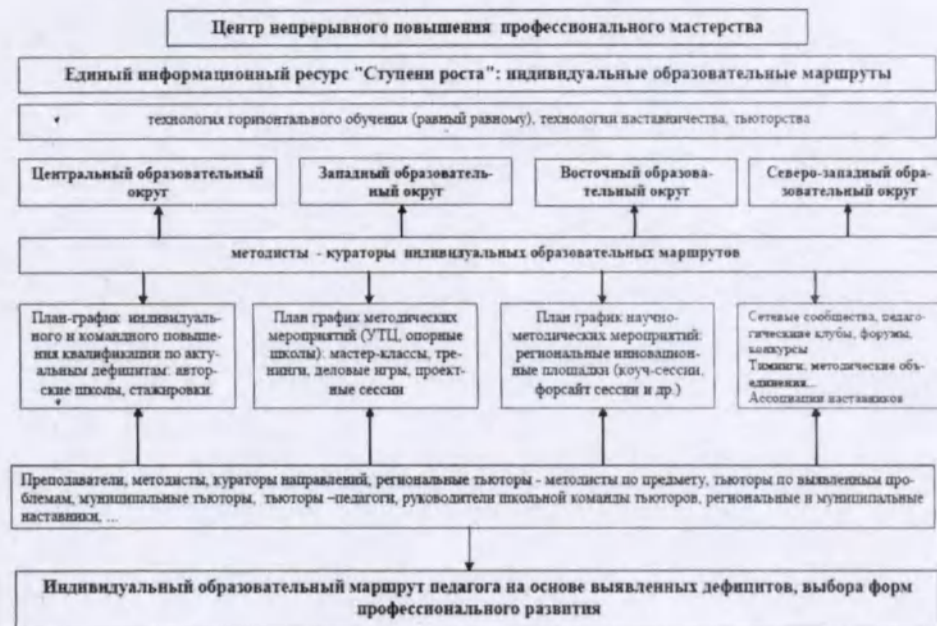 Центр непрерывного повышения профессионального мастерства
Единый информационный ресурс "Ступени роста": индивидуальные образовательные маршруты
технология горизонтального обучения (равный равному), технологии наставничества, тьюторства
Центральный образовательный
округ
Западный образователь-
ный округ
Восточный образова-
тельный округ
Северо-западный обра-
зовательный округ
методисты - кураторы индивидуальных образовательных маршрутов
План-график индивидуаль-
ного и командного повыше-
ния квалификации по акту-
альным дефицитам: автор-
ские школы, стажировки.
План график методических
мероприятий (УТЦ, опорные
школы): мастер-классы, тре-
нинги, деловые игры, проект-
ные сессии
План график научно-
методических мероприятий:
региональные инновацион-
ные площадки (коуч-сессии,
форсайт сессии и др.)
Сетевые сообщества, педаго-
гические клубы, форумы,
конкурсы
Тиминги, методические объ-
единения...
Ассоциации наставников
Преподаватели, методисты, кураторы направлений, региональные тьюторы - методисты по предмету, тьюторы по выявленным про-
блемам, муниципальные тьюторы, тьюторы –педагоги, руководители школьной команды тьюторов, региональные и муниципальные
наставники, ...
Индивидуальный образовательный маршрут педагога на основе выявленных дефицитов, выбора форм
профессионального развития